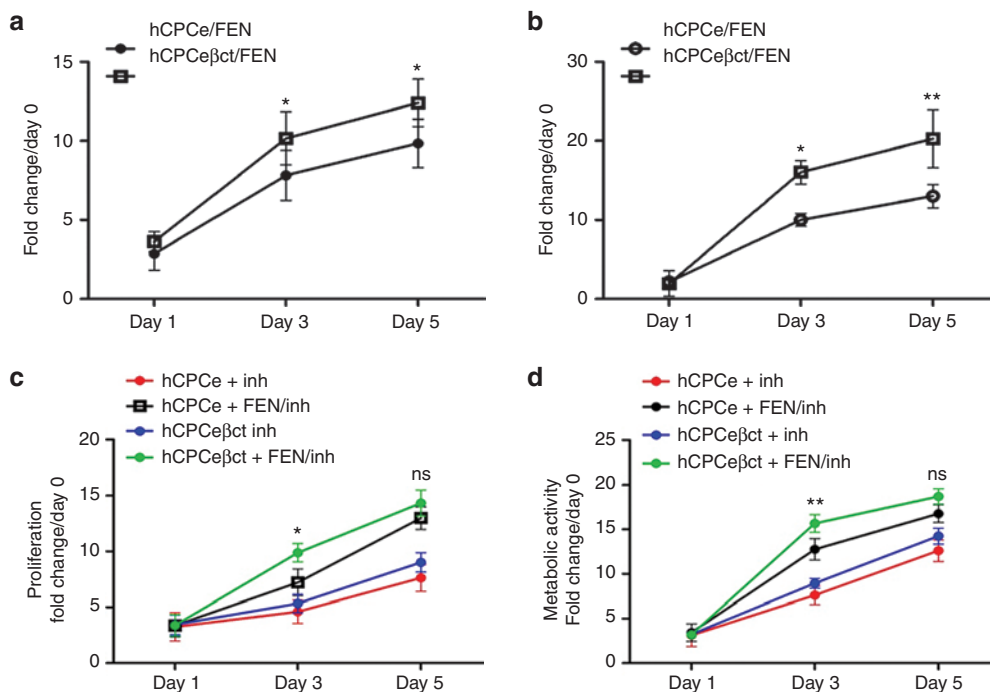 a
hCPCe/FEN
hCPCeβct/FEN
15
10
5
0
Fold change/day 0
*
*
Day 1
Day 3
Day 5
b
hCPCe/FEN
hCPCeβct/FEN
30
20
10
0
Fold change/day 0
*
**
Day 1
Day 3
Day 5
c
hCPCe + inh
hCPCe + FEN/inh
hCPCeβct inh
hCPCeβct + FEN/inh
20
15
10
5
0
Proliferation
fold change/day 0
*
ns
Day 1
Day 3
Day 5
d
hCPCe + inh
hCPCe + FEN/inh
hCPCeβct + inh
hCPCeβct + FEN/inh
25
20
15
10
5
0
Metabolic activity
Fold change/day 0
**
ns
Day 1
Day 3
Day 5